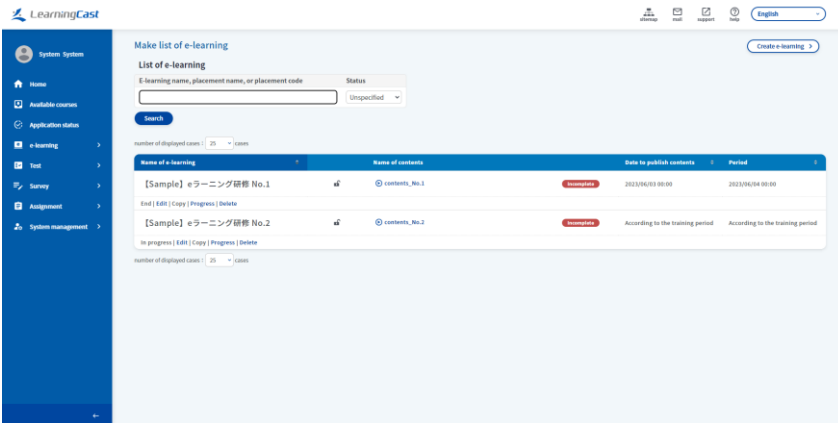 LearningCast
sitemap mail support help English
System System
Home
Available courses
Application status
e-learning
Test
Survey
Assignment
System management
Make list of e-learning
Create e-learning
List of e-learning
E-learning name, placement name, or placement code Status
Unspecified
Search
number of displayed cases : 25 cases
Name of e-learning Name of contents Date to publish contents Period
【Sample】eラーニング研修 No.1 contents_No.1 Incomplete 2023/06/03 00:00 2023/06/04 00:00
End | Edit | Copy | Progress | Delete
【Sample】eラーニング研修 No.2 contents_No.2 Incomplete According to the training period According to the training period
In progress | Edit | Copy | Progress | Delete
number of displayed cases : 25 cases